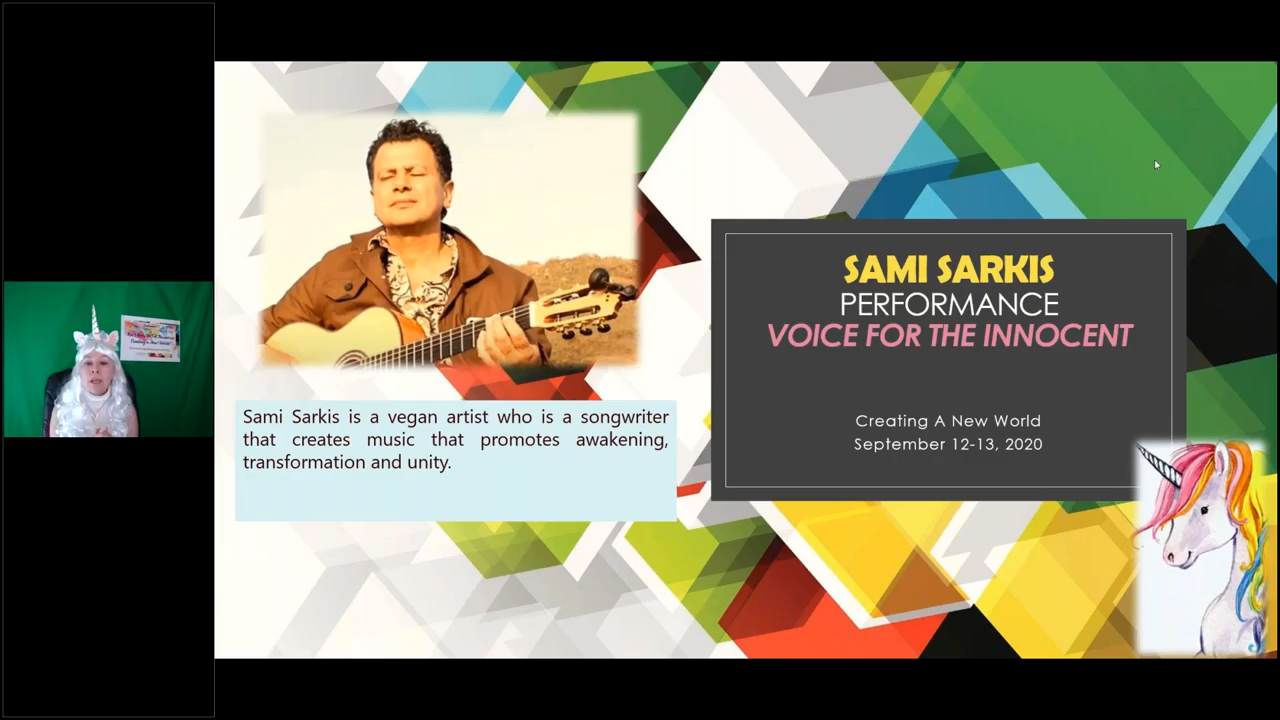 SAMI SARKIS
PERFORMANCE
VOICE FOR THE INNOCENT
Creating A New World
September 12-13, 2020
Sami Sarkis is a vegan artist who is a songwriter
that creates music that promotes awakening,
transformation and unity.